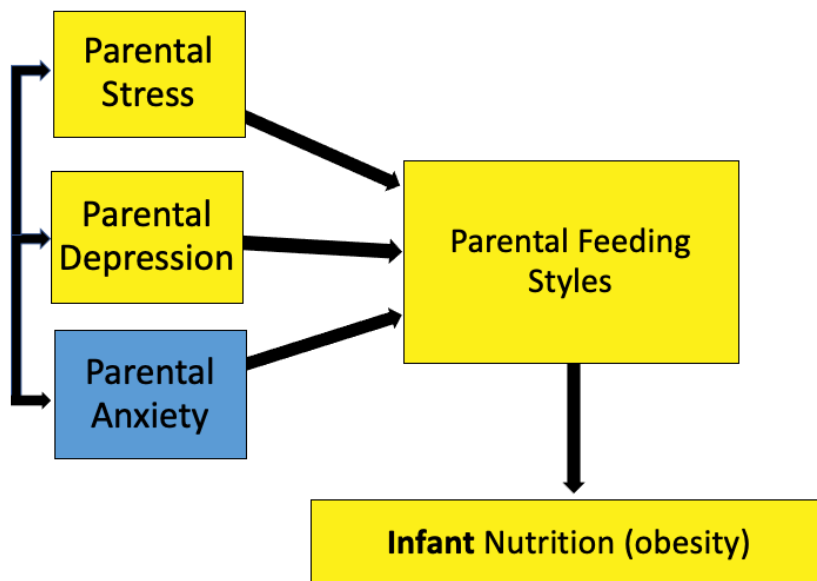 Parental
Stress
Parental
Depression
Parental Feeding
Styles
Parental
Anxiety
Infant Nutrition (obesity)